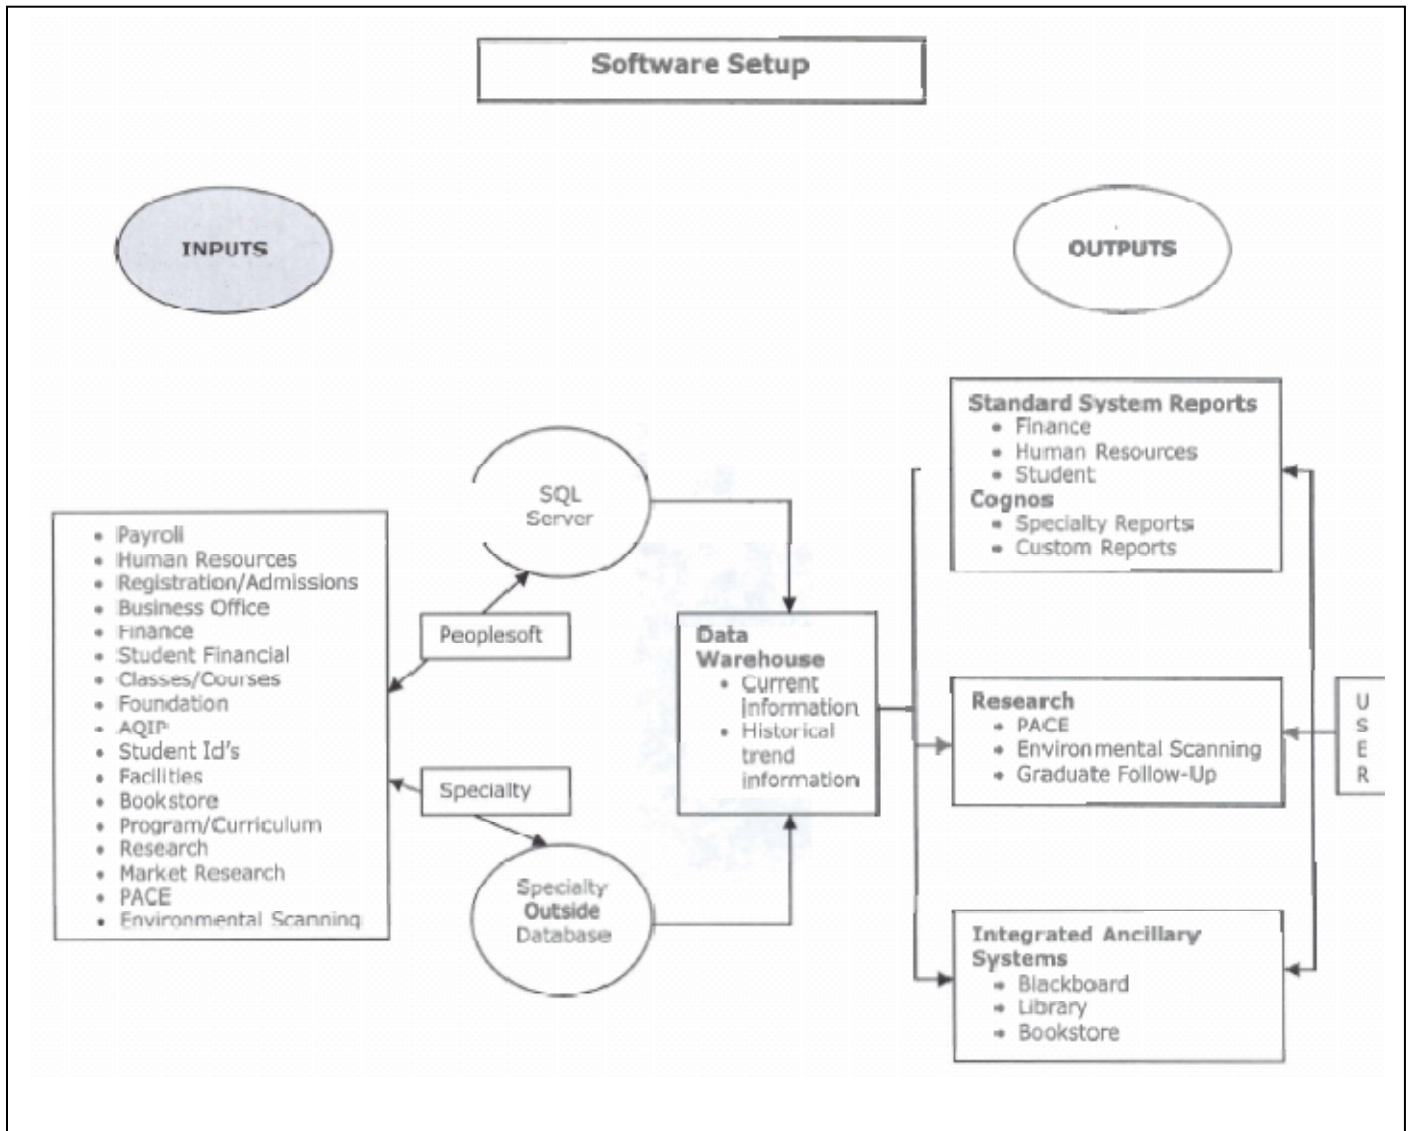 Software Setup
INPUTS
OUTPUTS
• Payroll
• Human Resources
• Registration/Admissions
• Business Office
• Finance
• Student Financial
• Classes/Courses
• Foundation
• AQIP
• Student Id's
• Facilities
• Bookstore
• Program/Curriculum
• Research
• Market Research
• PACE
• Environmental Scanning
SQL
Server
Peoplesoft
Specialty
Specialty
Outside
Database
Data
Warehouse
• Current
information
• Historical
trend
information
Standard System Reports
• Finance
• Human Resources
• Student
Cognos
• Specialty Reports
• Custom Reports
Research
• PACE
• Environmental Scanning
• Graduate Follow-Up
Integrated Ancillary
Systems
• Blackboard
• Library
• Bookstore
U
S
E
R